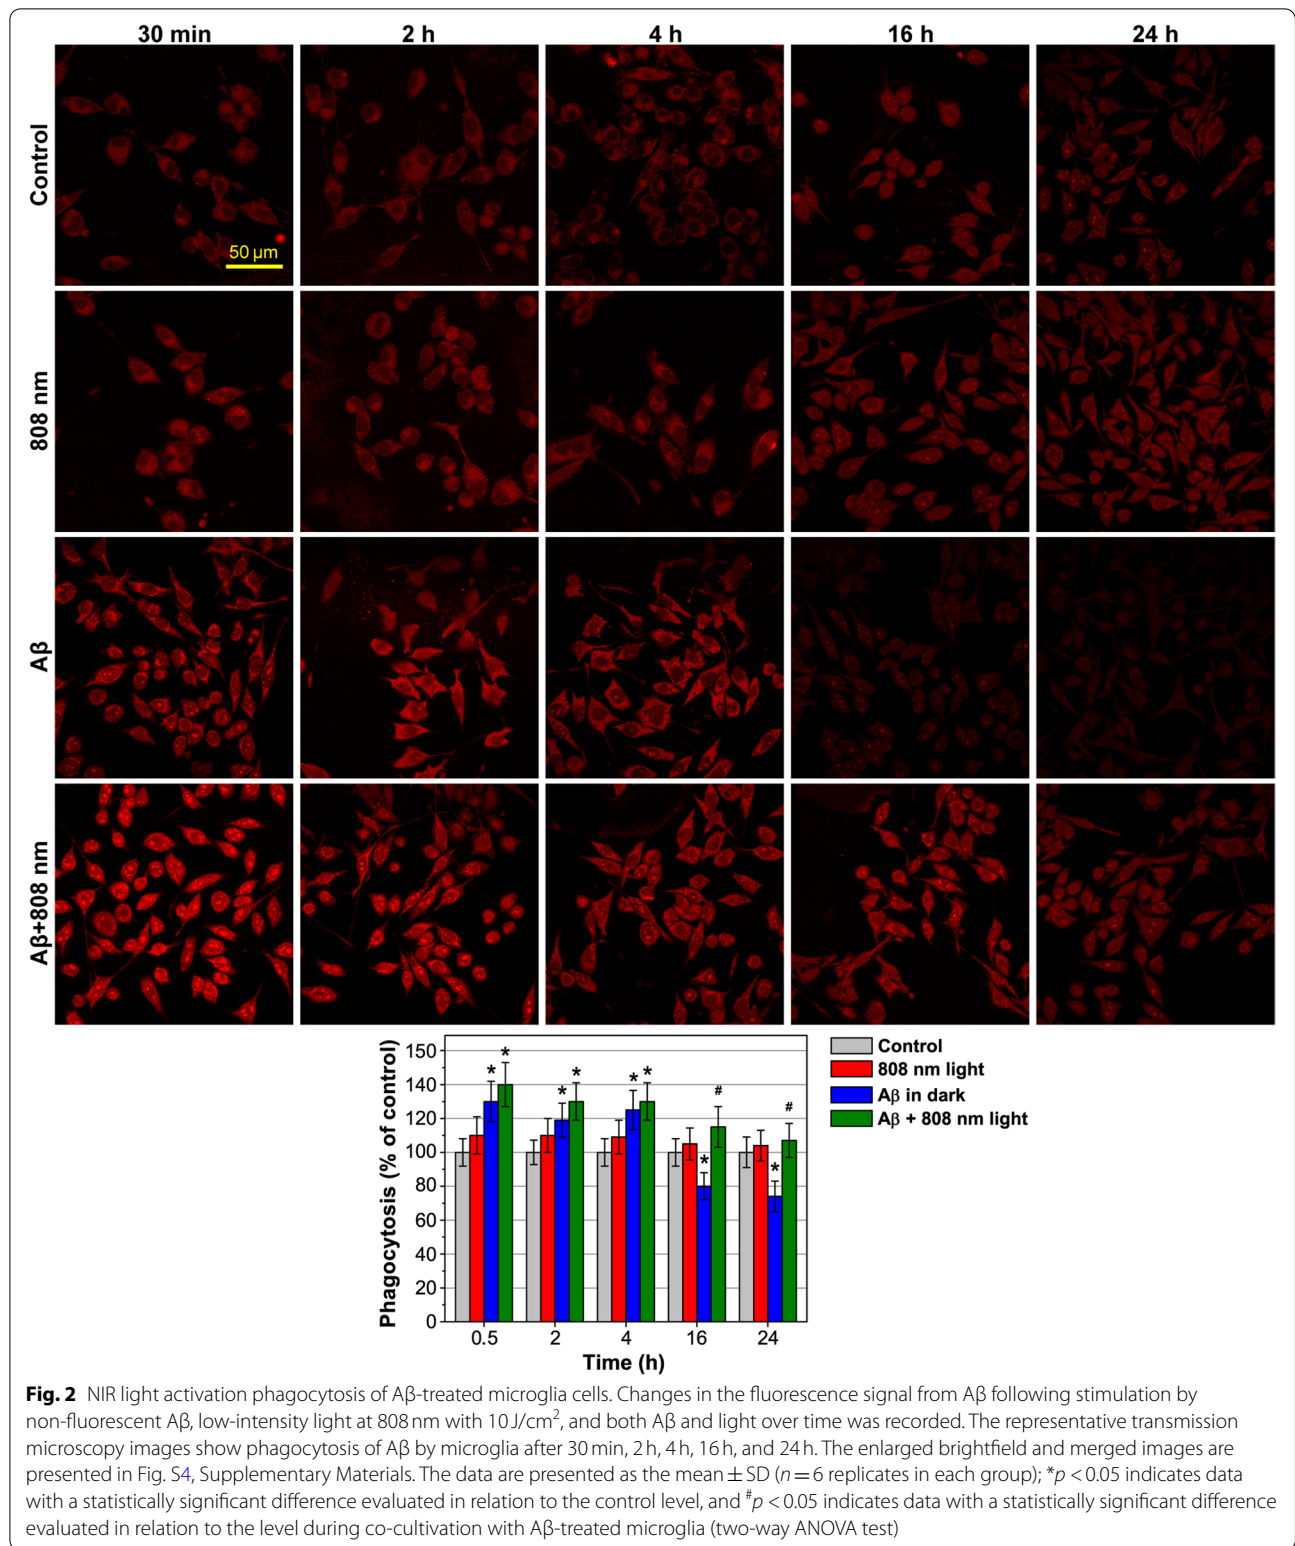 30 min 2 h 4 h 16 h 24 h
Control
50 µm
808 nm
Aβ
Aβ+808 nm
Phagocytosis (% of control)
150
140
120
100
80
60
40
20
0
* * * * * * * # * #
0.5 2 4 16 24
Time (h)
Control
808 nm light
Aβ in dark
Aβ + 808 nm light
Fig. 2 NIR light activation phagocytosis of Aβ-treated microglia cells. Changes in the fluorescence signal from Aβ following stimulation by
non-fluorescent Aβ, low-intensity light at 808 nm with 10 J/cm², and both Aβ and light over time was recorded. The representative transmission
microscopy images show phagocytosis of Aβ by microglia after 30 min, 2 h, 4 h, 16 h, and 24 h. The enlarged brightfield and merged images are
presented in Fig. S4, Supplementary Materials. The data are presented as the mean ± SD (n = 6 replicates in each group); *p < 0.05 indicates data
with a statistically significant difference evaluated in relation to the control level, and #p < 0.05 indicates data with a statistically significant difference
evaluated in relation to the level during co-cultivation with Aβ-treated microglia (two-way ANOVA test)